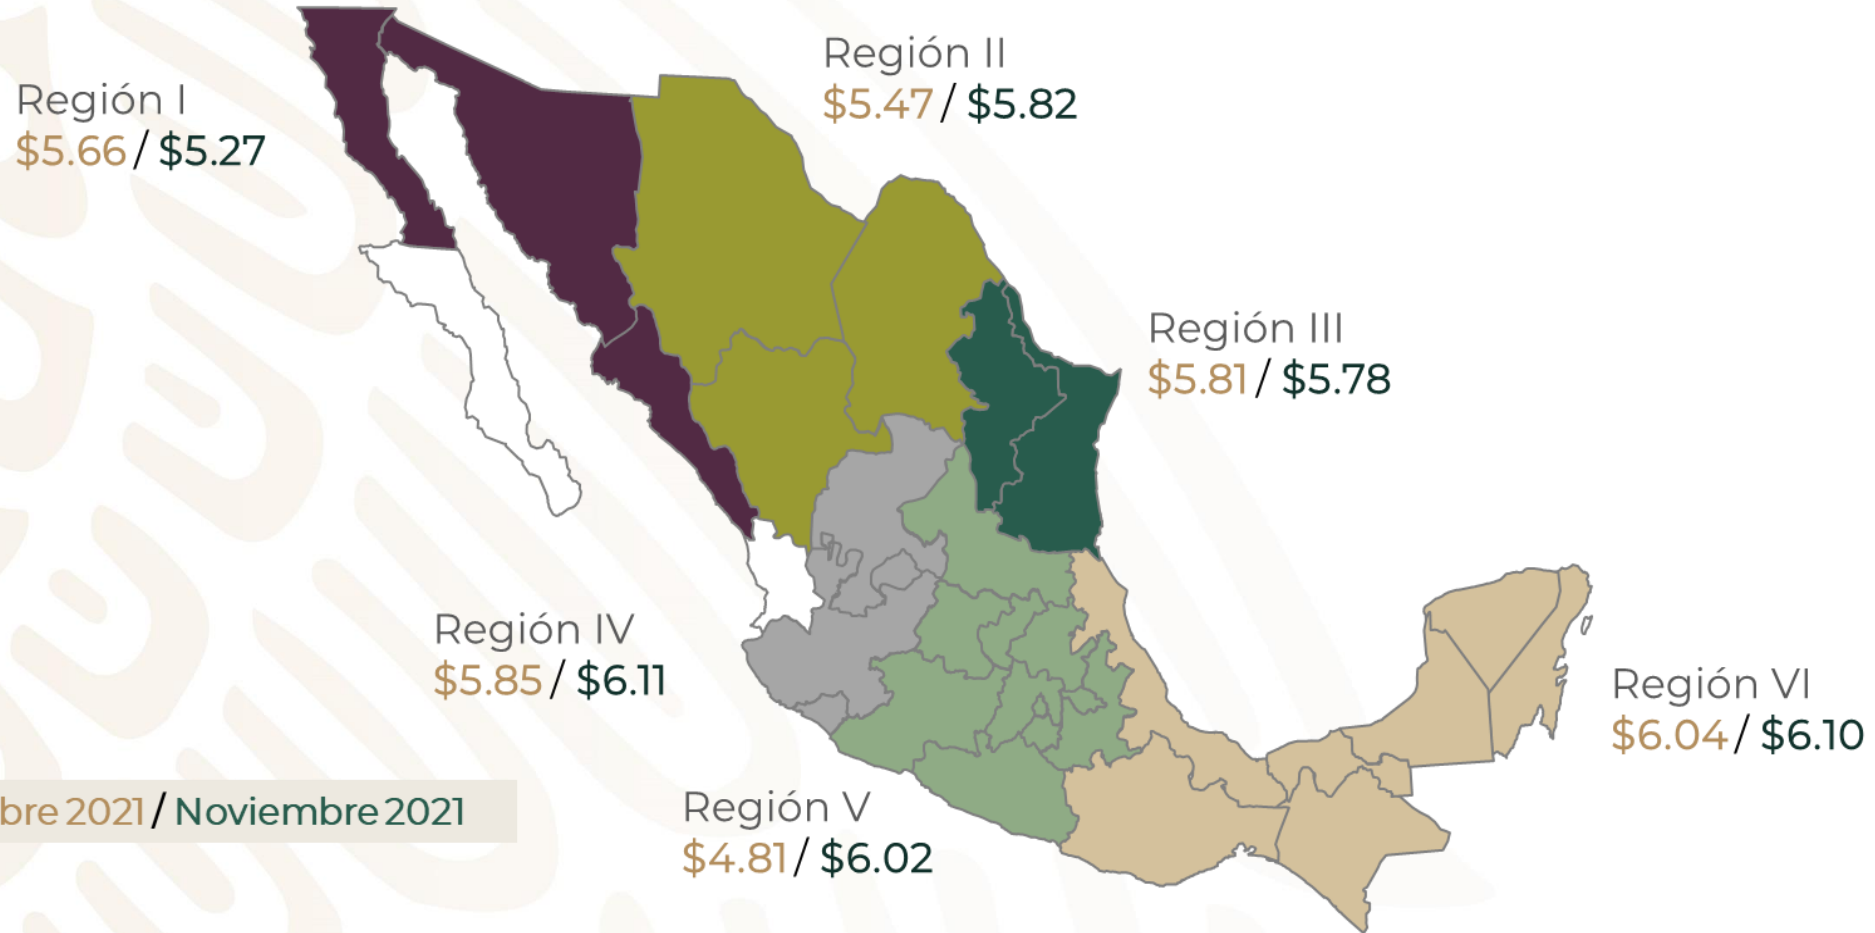 Región I
$5.66 / $5.27
Región II
$5.47 / $5.82
Región III
$5.81 / $5.78
Región IV
$5.85 / $6.11
Región VI
$6.04 / $6.10
Región V
$4.81 / $6.02
2021 / Noviembre 2021